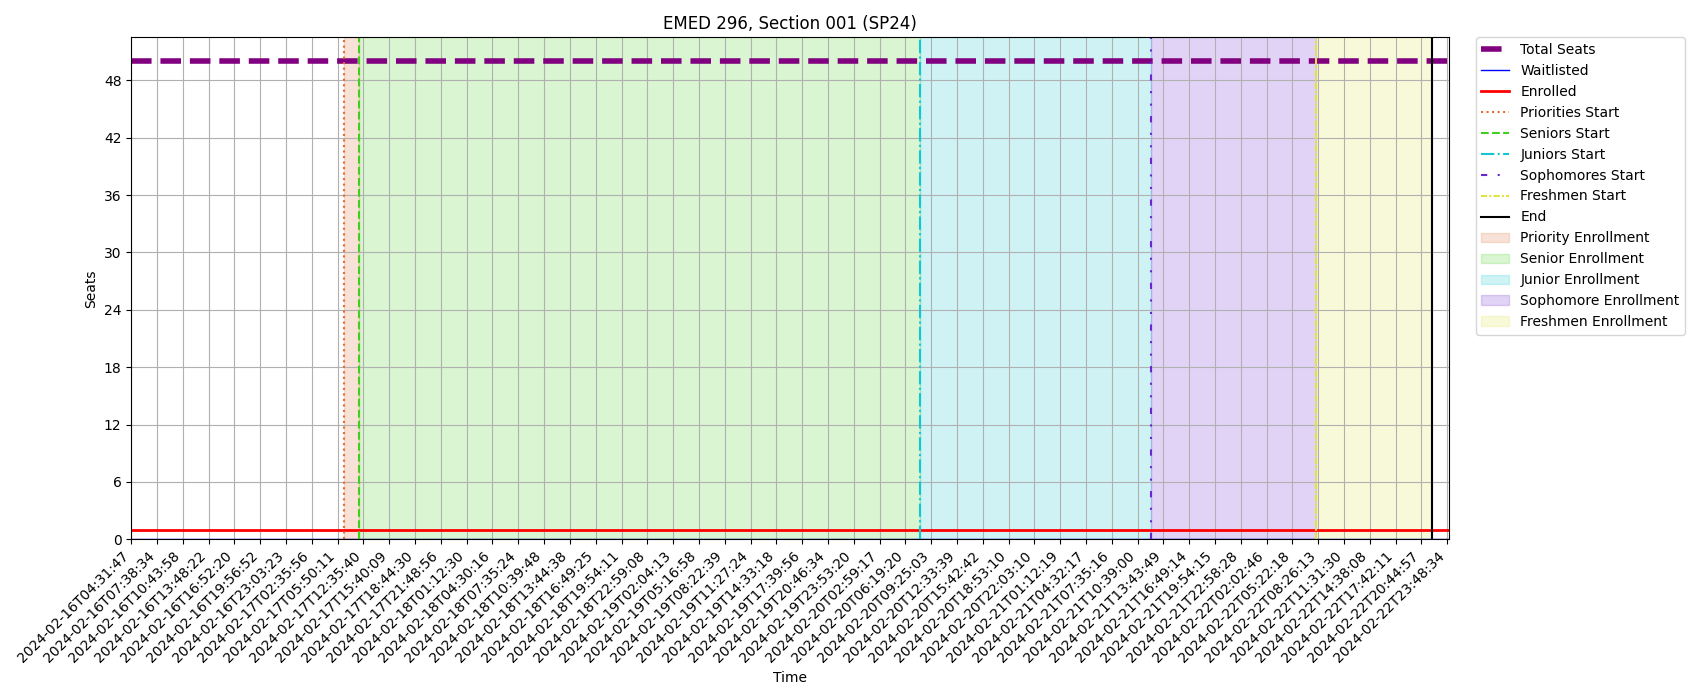 EMED 296, Section 001 (SP24)
Total Seats
Waitlisted
Enrolled
Priorities Start
Seniors Start
Juniors Start
Sophomores Start
Freshmen Start
End
Priority Enrollment
Senior Enrollment
Junior Enrollment
Sophomore Enrollment
Freshmen Enrollment
Seats
48
42
36
30
24
18
12
6
0
2024-02-16T04:31:47
2024-02-16T07:38:34
2024-02-16T10:43:58
2024-02-16T13:48:22
2024-02-16T16:52:20
2024-02-16T19:56:52
2024-02-16T23:03:23
2024-02-17T02:35:56
2024-02-17T05:50:11
2024-02-17T12:35:40
2024-02-17T15:40:09
2024-02-17T18:44:30
2024-02-17T21:48:56
2024-02-18T01:12:30
2024-02-18T04:30:16
2024-02-18T07:35:24
2024-02-18T10:39:48
2024-02-18T13:44:38
2024-02-18T16:49:25
2024-02-18T19:54:11
2024-02-18T22:59:08
2024-02-19T02:04:13
2024-02-19T05:16:58
2024-02-19T08:22:39
2024-02-19T11:27:24
2024-02-19T14:33:18
2024-02-19T17:39:56
2024-02-19T20:46:34
2024-02-19T23:53:20
2024-02-20T02:59:17
2024-02-20T06:19:20
2024-02-20T09:25:03
2024-02-20T12:33:39
2024-02-20T15:42:42
2024-02-20T18:53:10
2024-02-20T22:03:10
2024-02-21T01:12:19
2024-02-21T04:32:17
2024-02-21T07:35:16
2024-02-21T10:39:00
2024-02-21T13:43:49
2024-02-21T16:49:14
2024-02-21T19:54:15
2024-02-21T22:58:28
2024-02-22T02:02:46
2024-02-22T05:22:18
2024-02-22T08:26:13
2024-02-22T11:31:30
2024-02-22T14:38:08
2024-02-22T17:42:11
2024-02-22T20:44:57
2024-02-22T23:48:34
Time